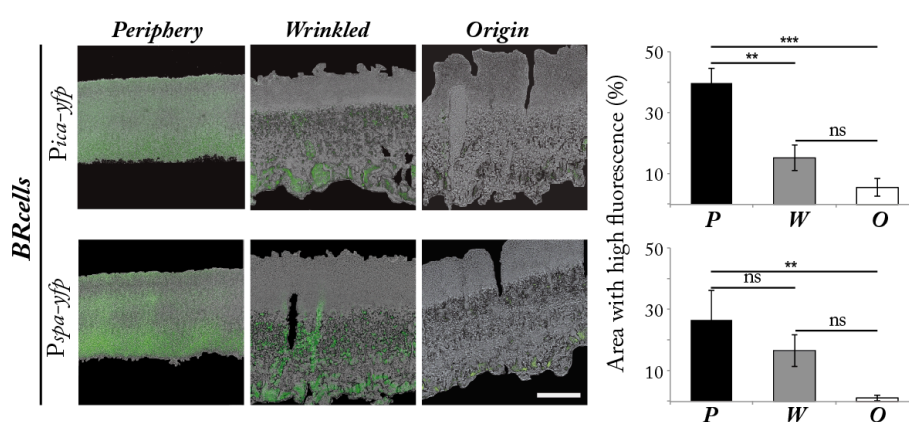 Periphery
Wrinkled
Origin
BRcells
Pica-yfp
Pspa-yfp
Area with high fluorescence (%)
50
30
10
***
**
ns
P
W
O
50
30
10
**
ns
ns
P
W
O